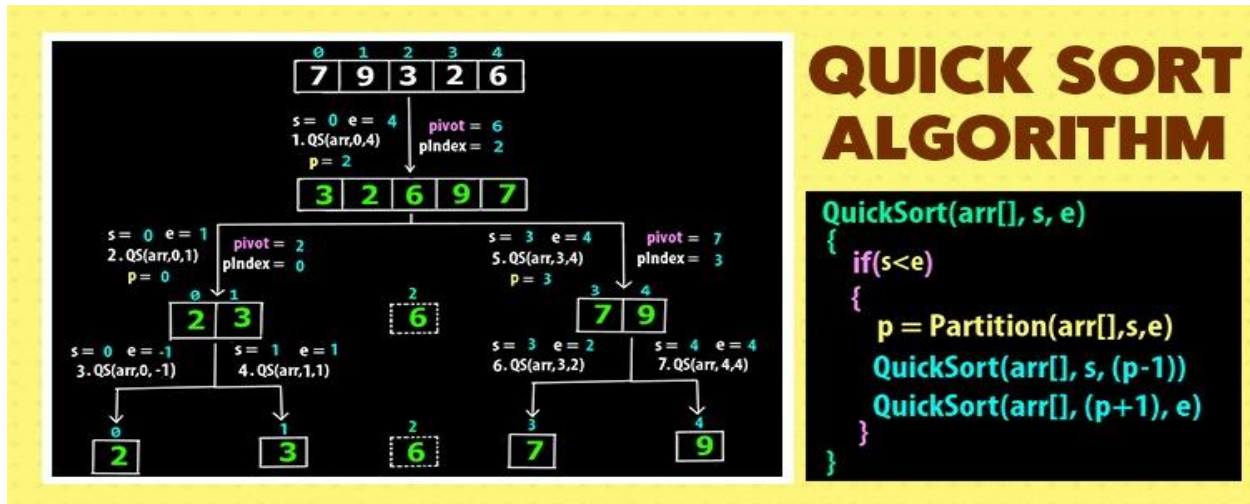 QUICK SORT
ALGORITHM
0 1 2 3 4
7 9 3 2 6
s = 0 e = 4
1. QS(arr,0,4)
p = 2
pivot = 6
pIndex = 2
3 2 6 9 7
s = 0 e = 1
2. QS(arr,0,1)
p = 0
pivot = 2
pIndex = 0
s = 3 e = 4
5. QS(arr,3,4)
p = 3
pivot = 7
pIndex = 3
0 1
2 3
2
6
3 4
7 9
s = 0 e = -1
3. QS(arr,0, -1)
s = 1 e = 1
4. QS(arr,1,1)
s = 3 e = 2
6. QS(arr,3,2)
s = 4 e = 4
7. QS(arr, 4,4)
0
2
1
3
2
6
3
7
4
9
QuickSort(arr[], s, e)
{
if(s<e)
{
p = Partition(arr[],s,e)
QuickSort(arr[], s, (p-1))
QuickSort(arr[], (p+1), e)
}
}